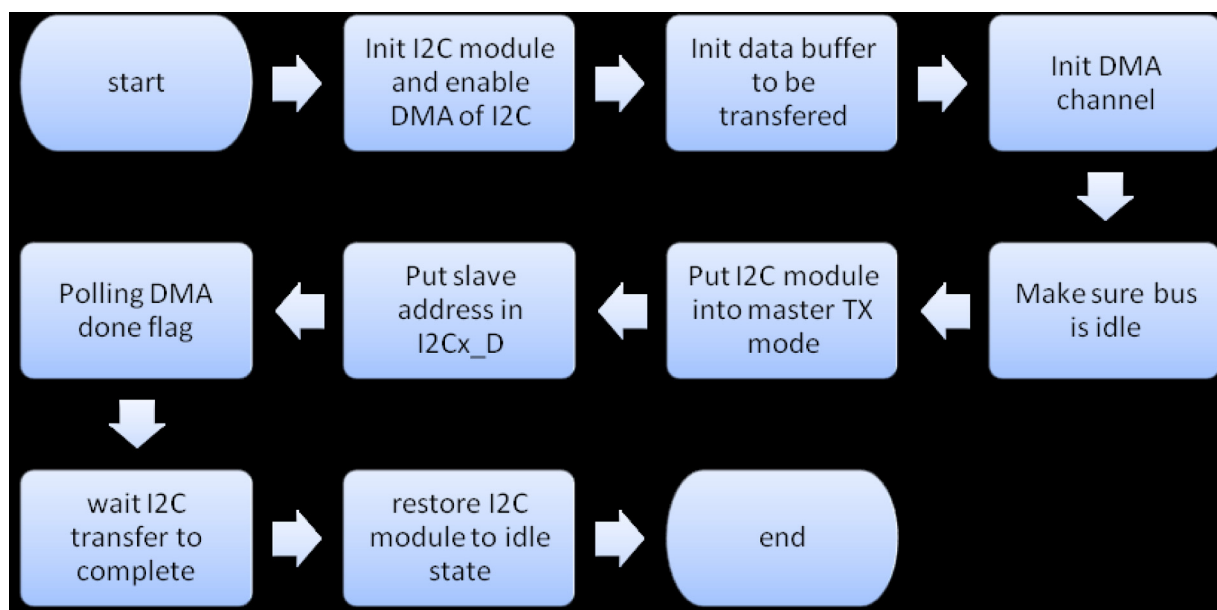 start
Init I2C module
and enable
DMA of I2C
Init data buffer
to be
transfered
Init DMA
channel
Make sure bus
is idle
Put I2C module
into master TX
mode
Put slave
address in
I2Cx_D
Polling DMA
done flag
wait I2C
transfer to
complete
restore I2C
module to idle
state
end